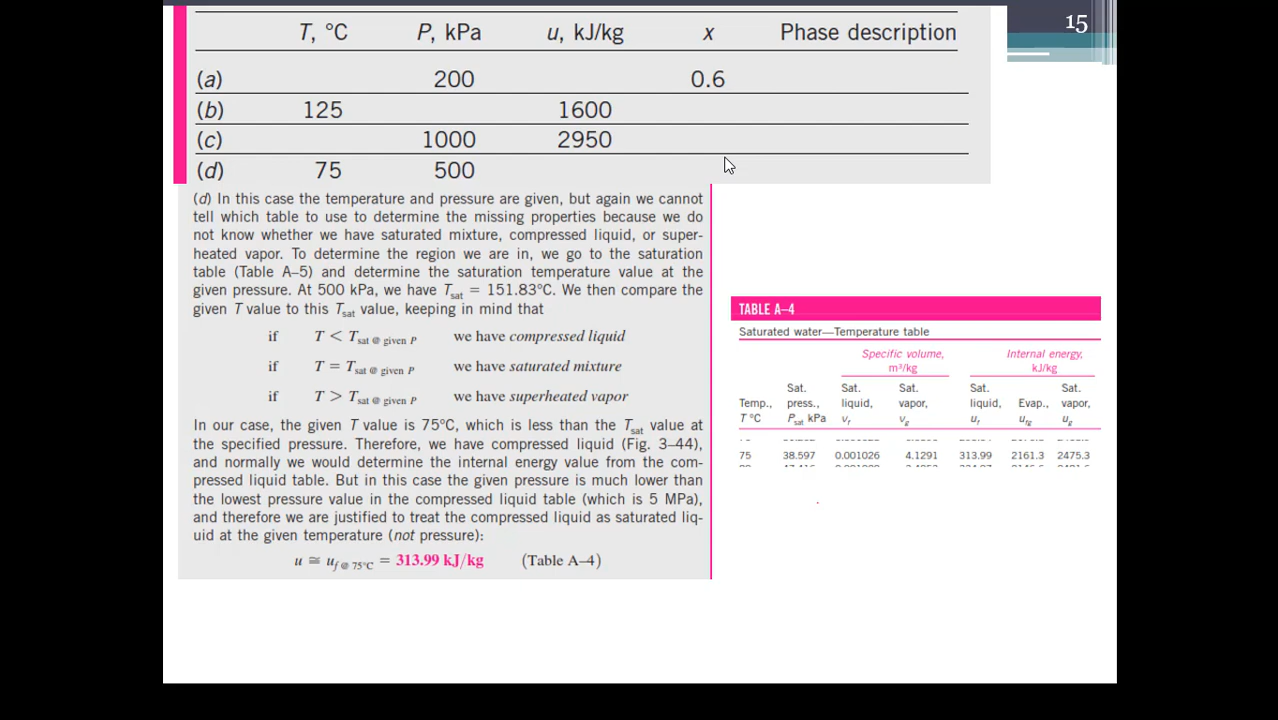 15
T, °C P, kPa u, kJ/kg x Phase description
(a) 200 0.6
(b) 125 1600
(c) 1000 2950
(d) 75 500
(d) In this case the temperature and pressure are given, but again we cannot
tell which table to use to determine the missing properties because we do
not know whether we have saturated mixture, compressed liquid, or super-
heated vapor. To determine the region we are in, we go to the saturation
table (Table A–5) and determine the saturation temperature value at the
given pressure. At 500 kPa, we have Tsat = 151.83°C. We then compare the
given T value to this Tsat value, keeping in mind that
if T < Tsat @ given P we have compressed liquid
if T = Tsat @ given P we have saturated mixture
if T > Tsat @ given P we have superheated vapor
In our case, the given T value is 75°C, which is less than the Tsat value at
the specified pressure. Therefore, we have compressed liquid (Fig. 3–44),
and normally we would determine the internal energy value from the com-
pressed liquid table. But in this case the given pressure is much lower than
the lowest pressure value in the compressed liquid table (which is 5 MPa),
and therefore we are justified to treat the compressed liquid as saturated liq-
uid at the given temperature (not pressure):
u ≅ uf @ 75°C = 313.99 kJ/kg (Table A–4)
TABLE A–4
Saturated water—Temperature table
Specific volume, Internal energy,
m³/kg kJ/kg
Sat. Sat. Sat. Sat. Sat.
Temp., press., liquid, vapor, liquid, Evap., vapor,
T °C Psat kPa vf vg uf ufg ug
75 38.597 0.001026 4.1291 313.99 2161.3 2475.3